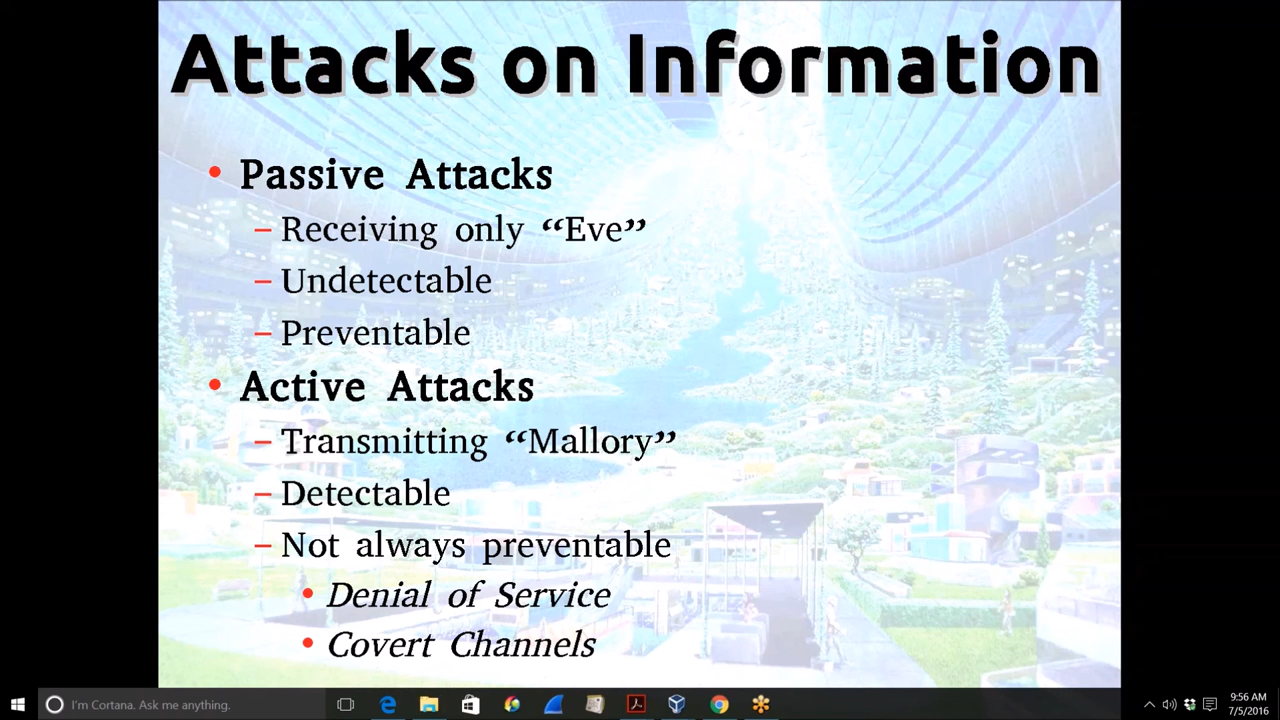 Attacks on Information
• Passive Attacks
– Receiving only “Eve”
– Undetectable
– Preventable
• Active Attacks
– Transmitting “Mallory”
– Detectable
– Not always preventable
• Denial of Service
• Covert Channels
I'm Cortana. Ask me anything.
9:56 AM
7/5/2016